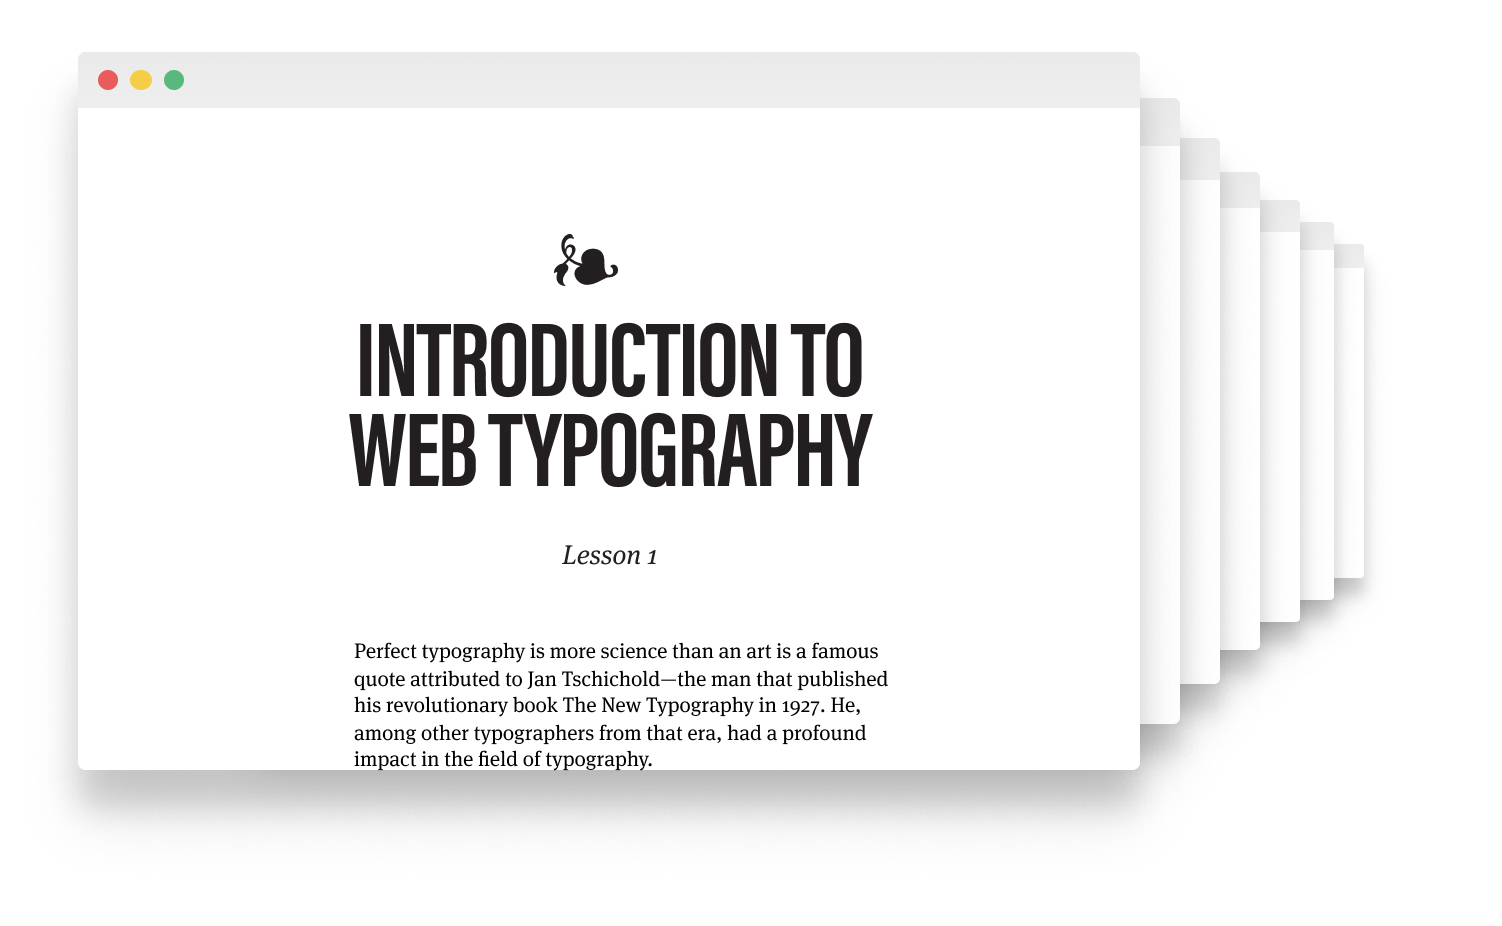 INTRODUCTION TO
WEB TYPOGRAPHY
Lesson 1
Perfect typography is more science than an art is a famous
quote attributed to Jan Tschichold—the man that published
his revolutionary book The New Typography in 1927. He,
among other typographers from that era, had a profound
impact in the field of typography.